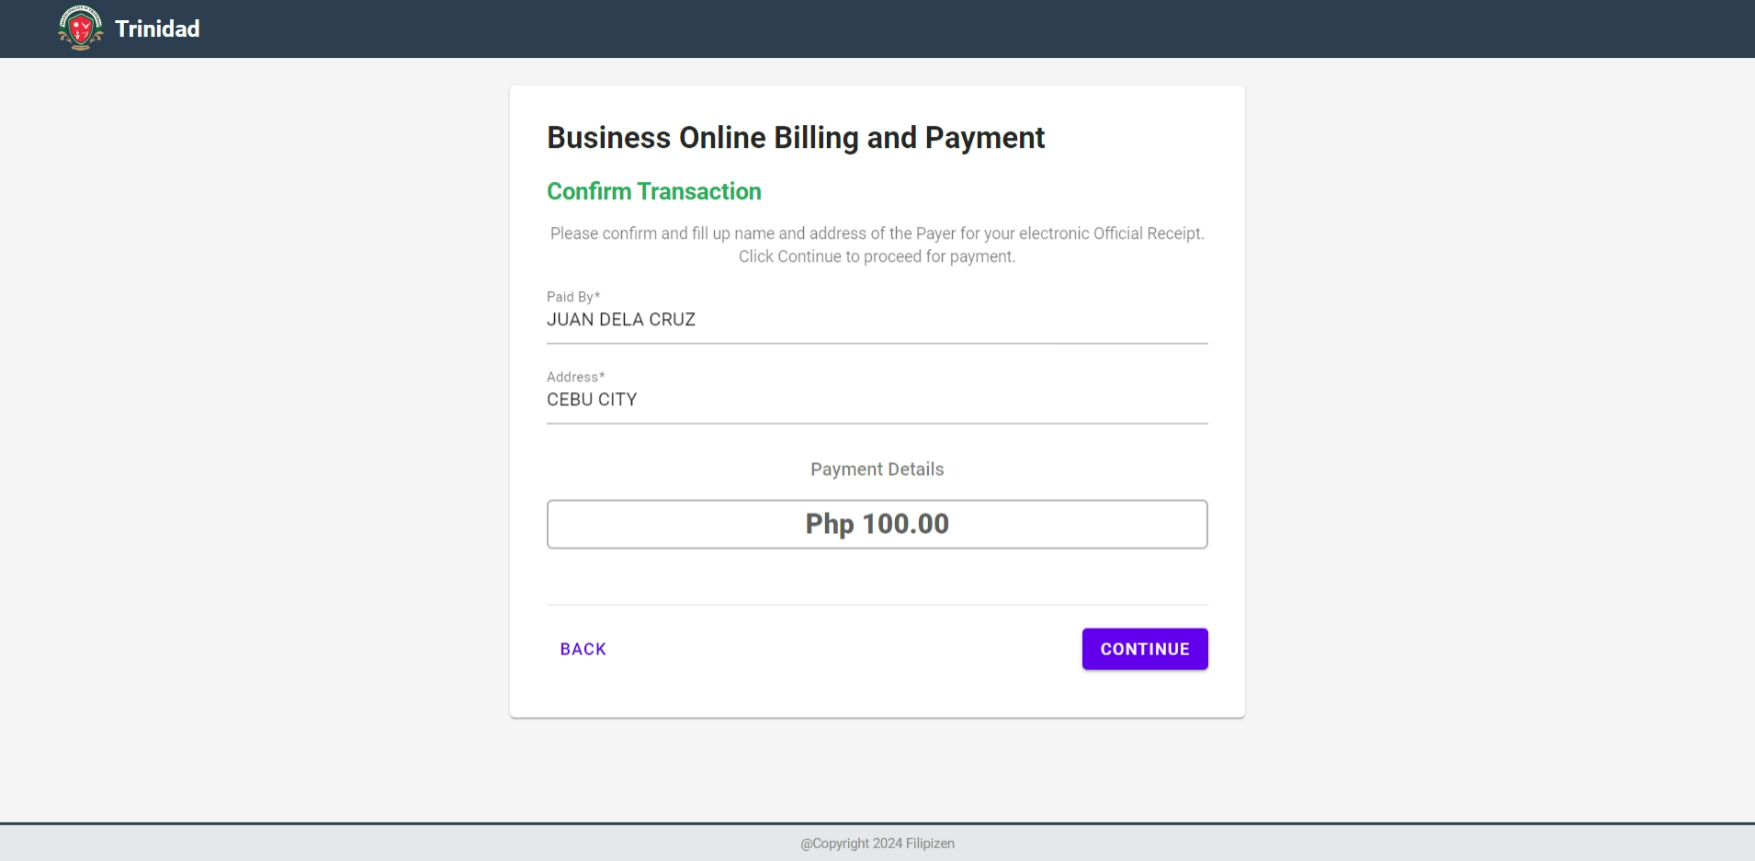 Trinidad
Business Online Billing and Payment
Confirm Transaction
Please confirm and fill up name and address of the Payer for your electronic Official Receipt.
Click Continue to proceed for payment.
Paid By*
JUAN DELA CRUZ
Address*
CEBU CITY
Payment Details
Php 100.00
BACK
CONTINUE
@Copyright 2024 Filipizen